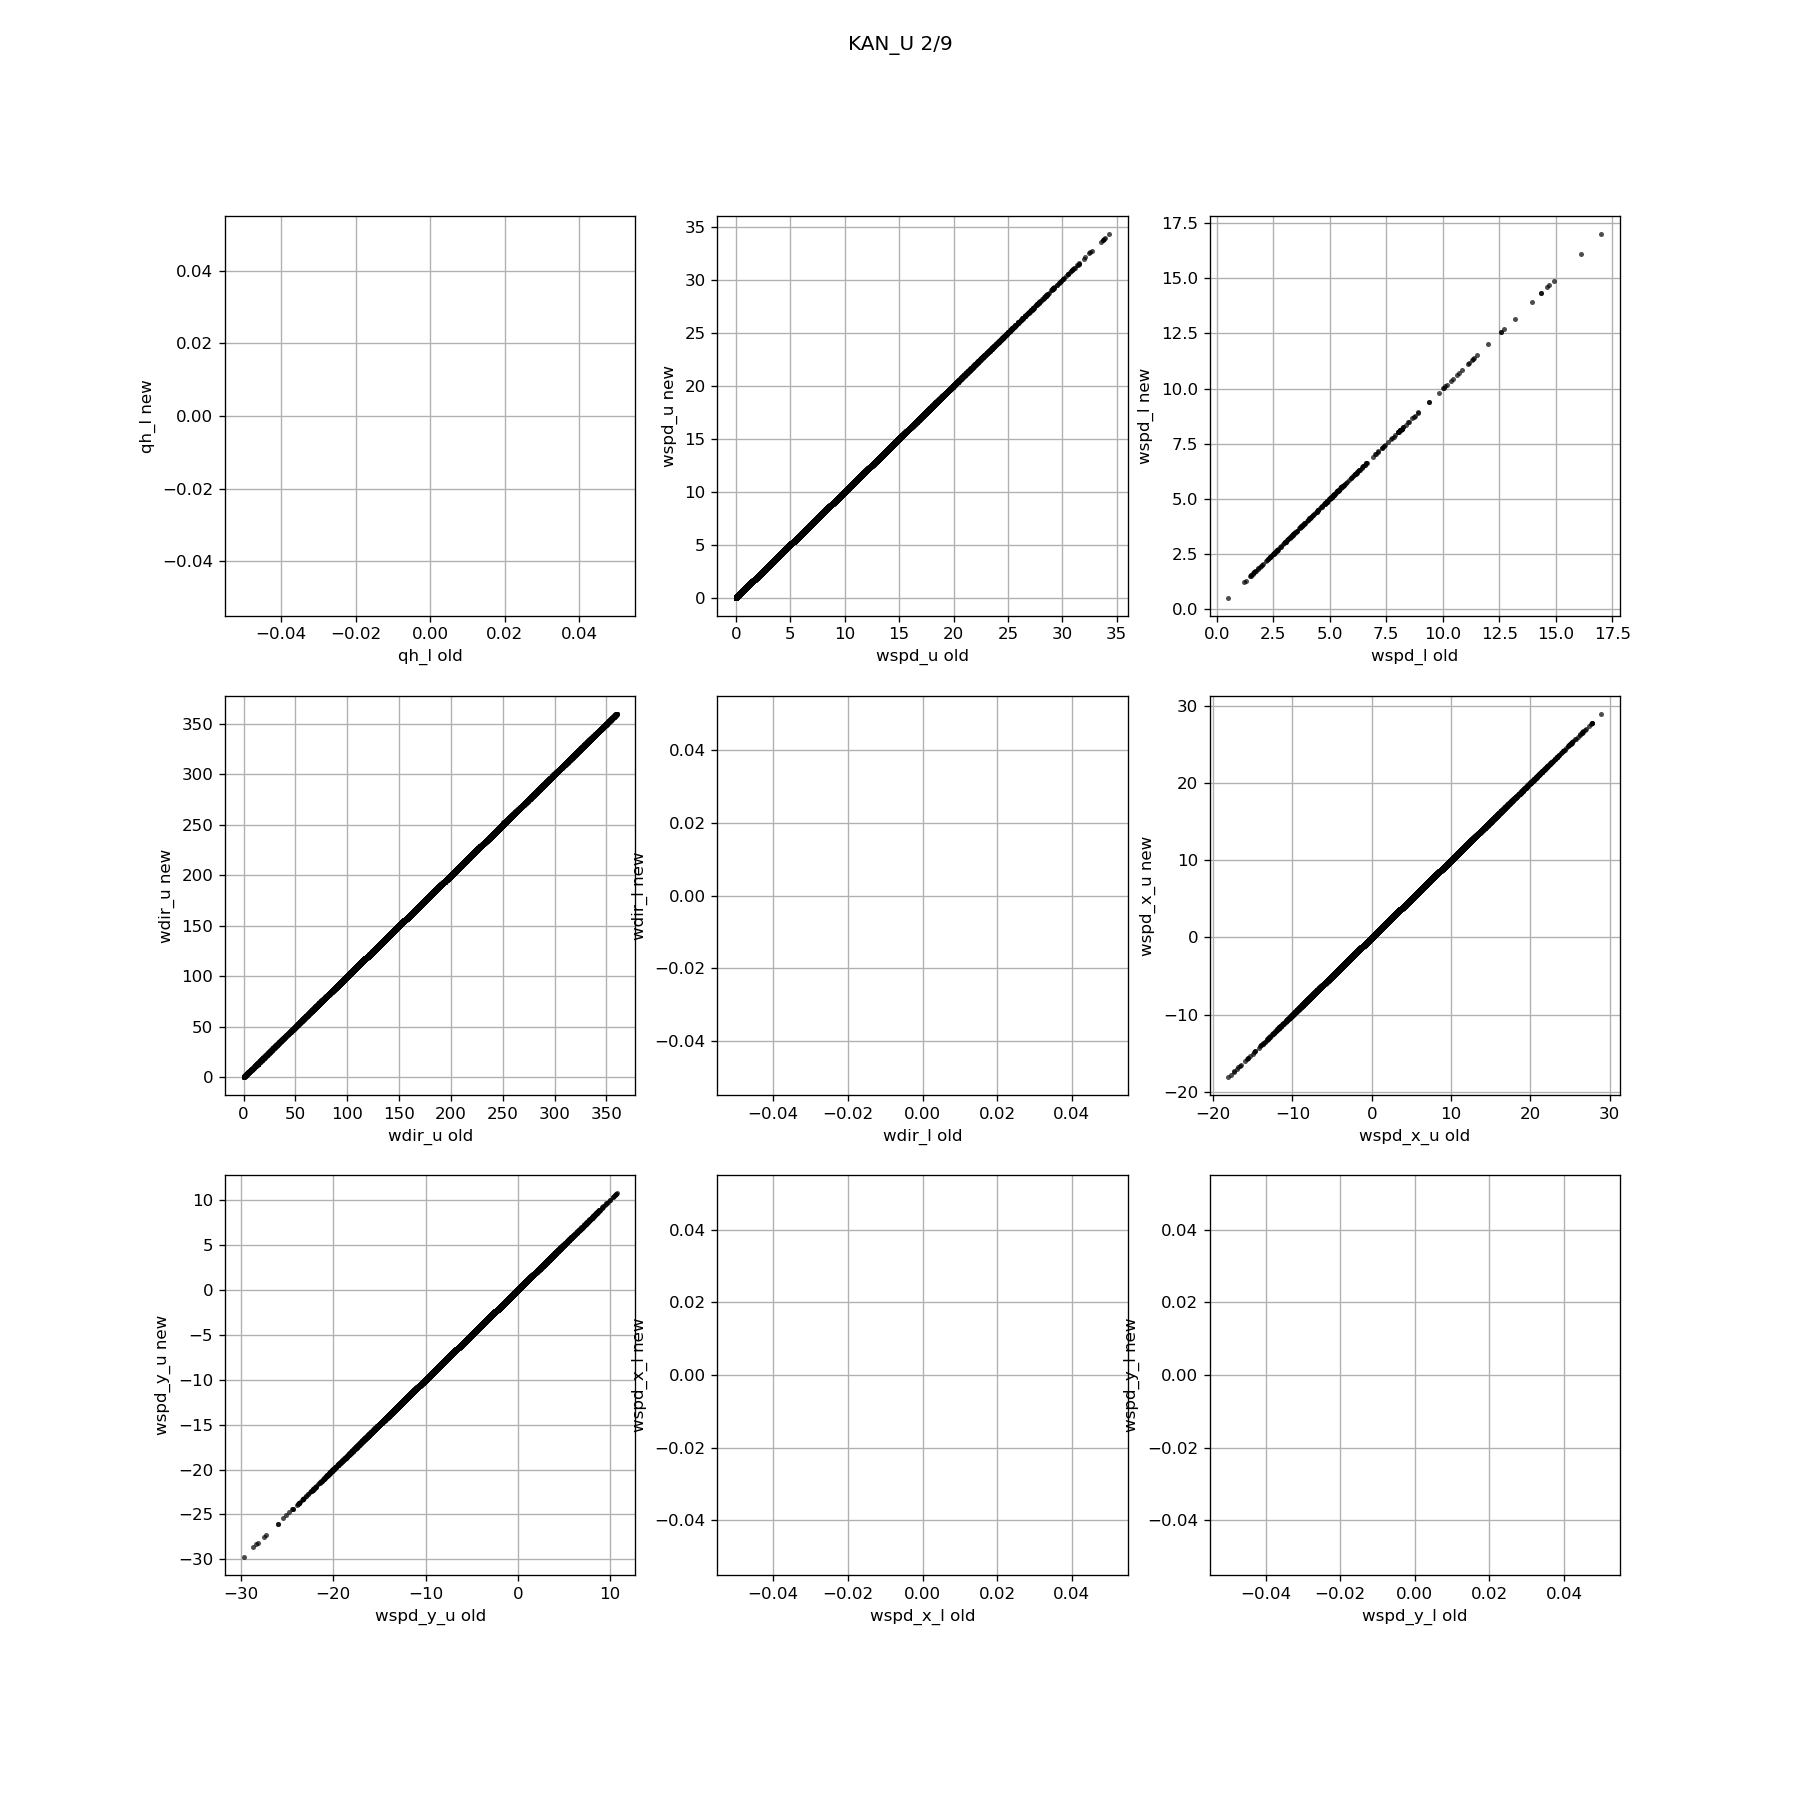 KAN_U 2/9
qh_l new
0.04
0.02
0.00
−0.02
−0.04
−0.04 −0.02 0.00 0.02 0.04
qh_l old
wspd_u new
35
30
25
20
15
10
5
0
0 5 10 15 20 25 30 35
wspd_u old
wspd_l new
17.5
15.0
12.5
10.0
7.5
5.0
2.5
0.0
0.0 2.5 5.0 7.5 10.0 12.5 15.0 17.5
wspd_l old
wdir_u new
350
300
250
200
150
100
50
0
0 50 100 150 200 250 300 350
wdir_u old
wdir_l new
0.04
0.02
0.00
−0.02
−0.04
−0.04 −0.02 0.00 0.02 0.04
wdir_l old
wspd_x_u new
30
20
10
0
−10
−20
−20 −10 0 10 20 30
wspd_x_u old
wspd_y_u new
10
5
0
−5
−10
−15
−20
−25
−30
−30 −20 −10 0 10
wspd_y_u old
wspd_x_l new
0.04
0.02
0.00
−0.02
−0.04
−0.04 −0.02 0.00 0.02 0.04
wspd_x_l old
wspd_y_l new
0.04
0.02
0.00
−0.02
−0.04
−0.04 −0.02 0.00 0.02 0.04
wspd_y_l old